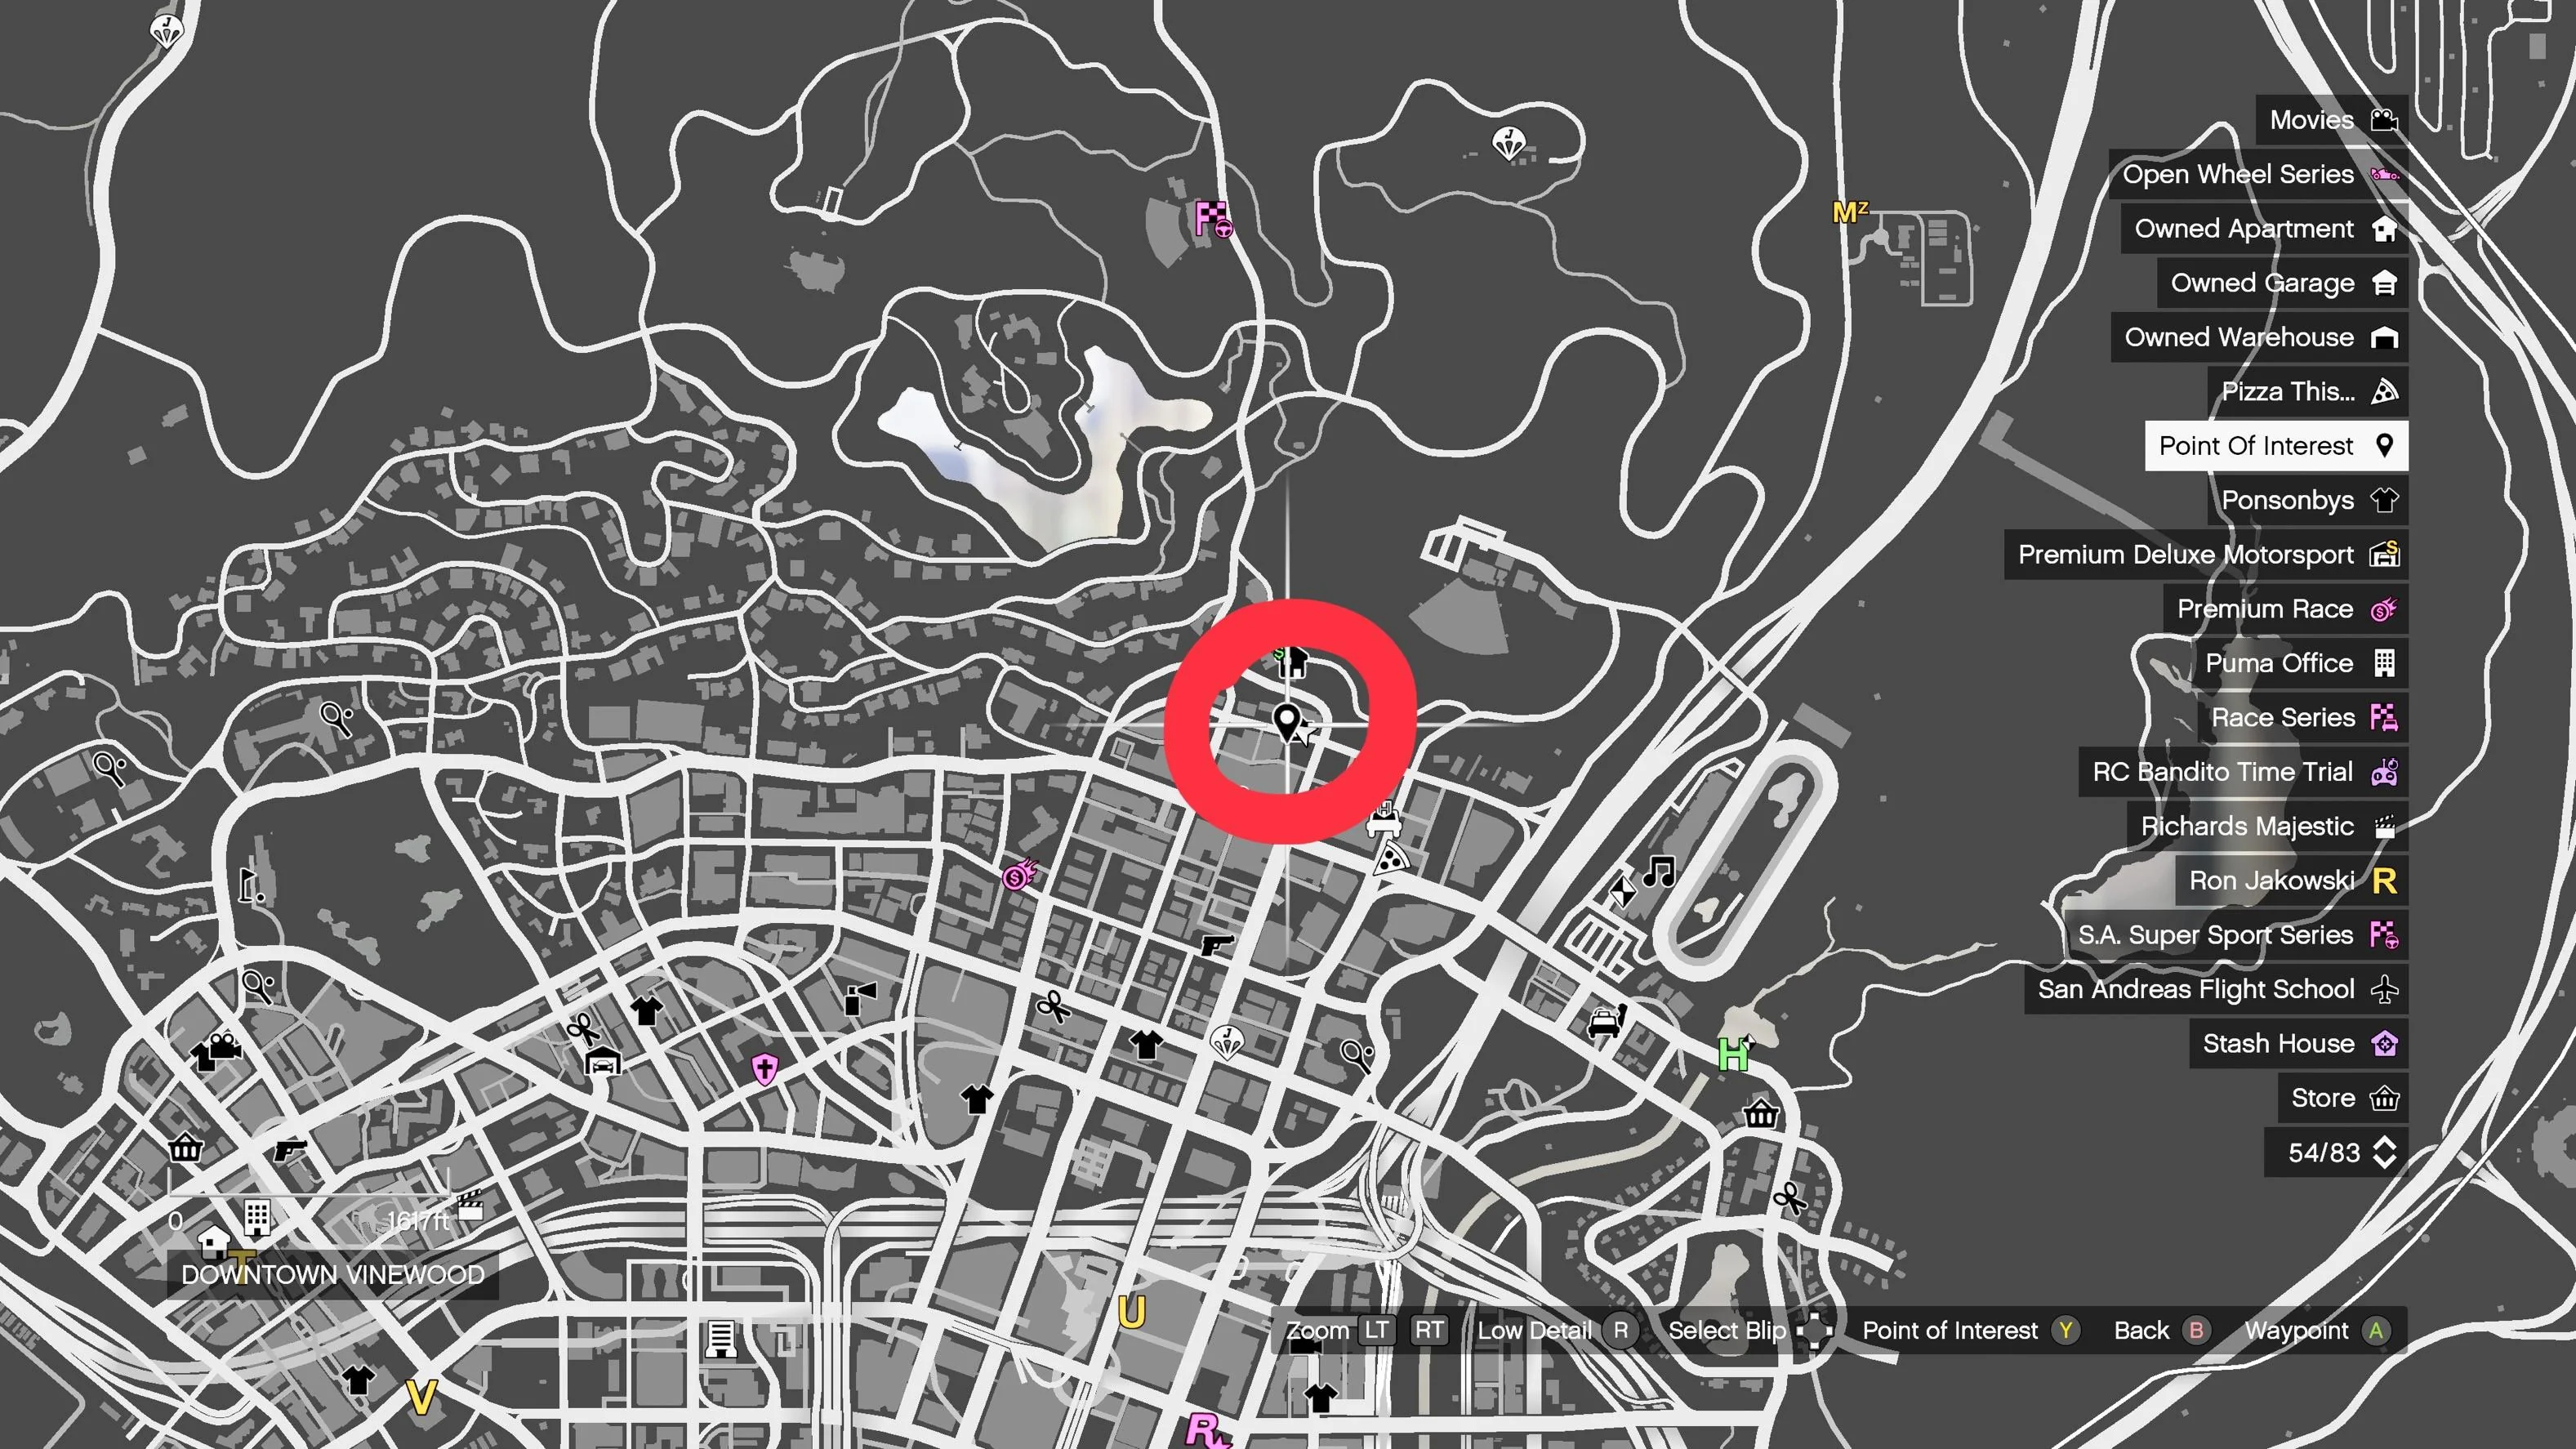 Movies
Open Wheel Series
Owned Apartment
Owned Garage
Owned Warehouse
Pizza This...
Point Of Interest
Ponsonbys
Premium Deluxe Motorsport
Premium Race
Puma Office
Race Series
RC Bandito Time Trial
Richards Majestic
Ron Jakowski R
S.A. Super Sport Series
San Andreas Flight School
Stash House
Store
54/83
MZ
H
0 1617ft
T
DOWNTOWN VINEWOOD
U
V
R
Zoom LT RT Low Detail R Select Blip Point of Interest Y Back B Waypoint A